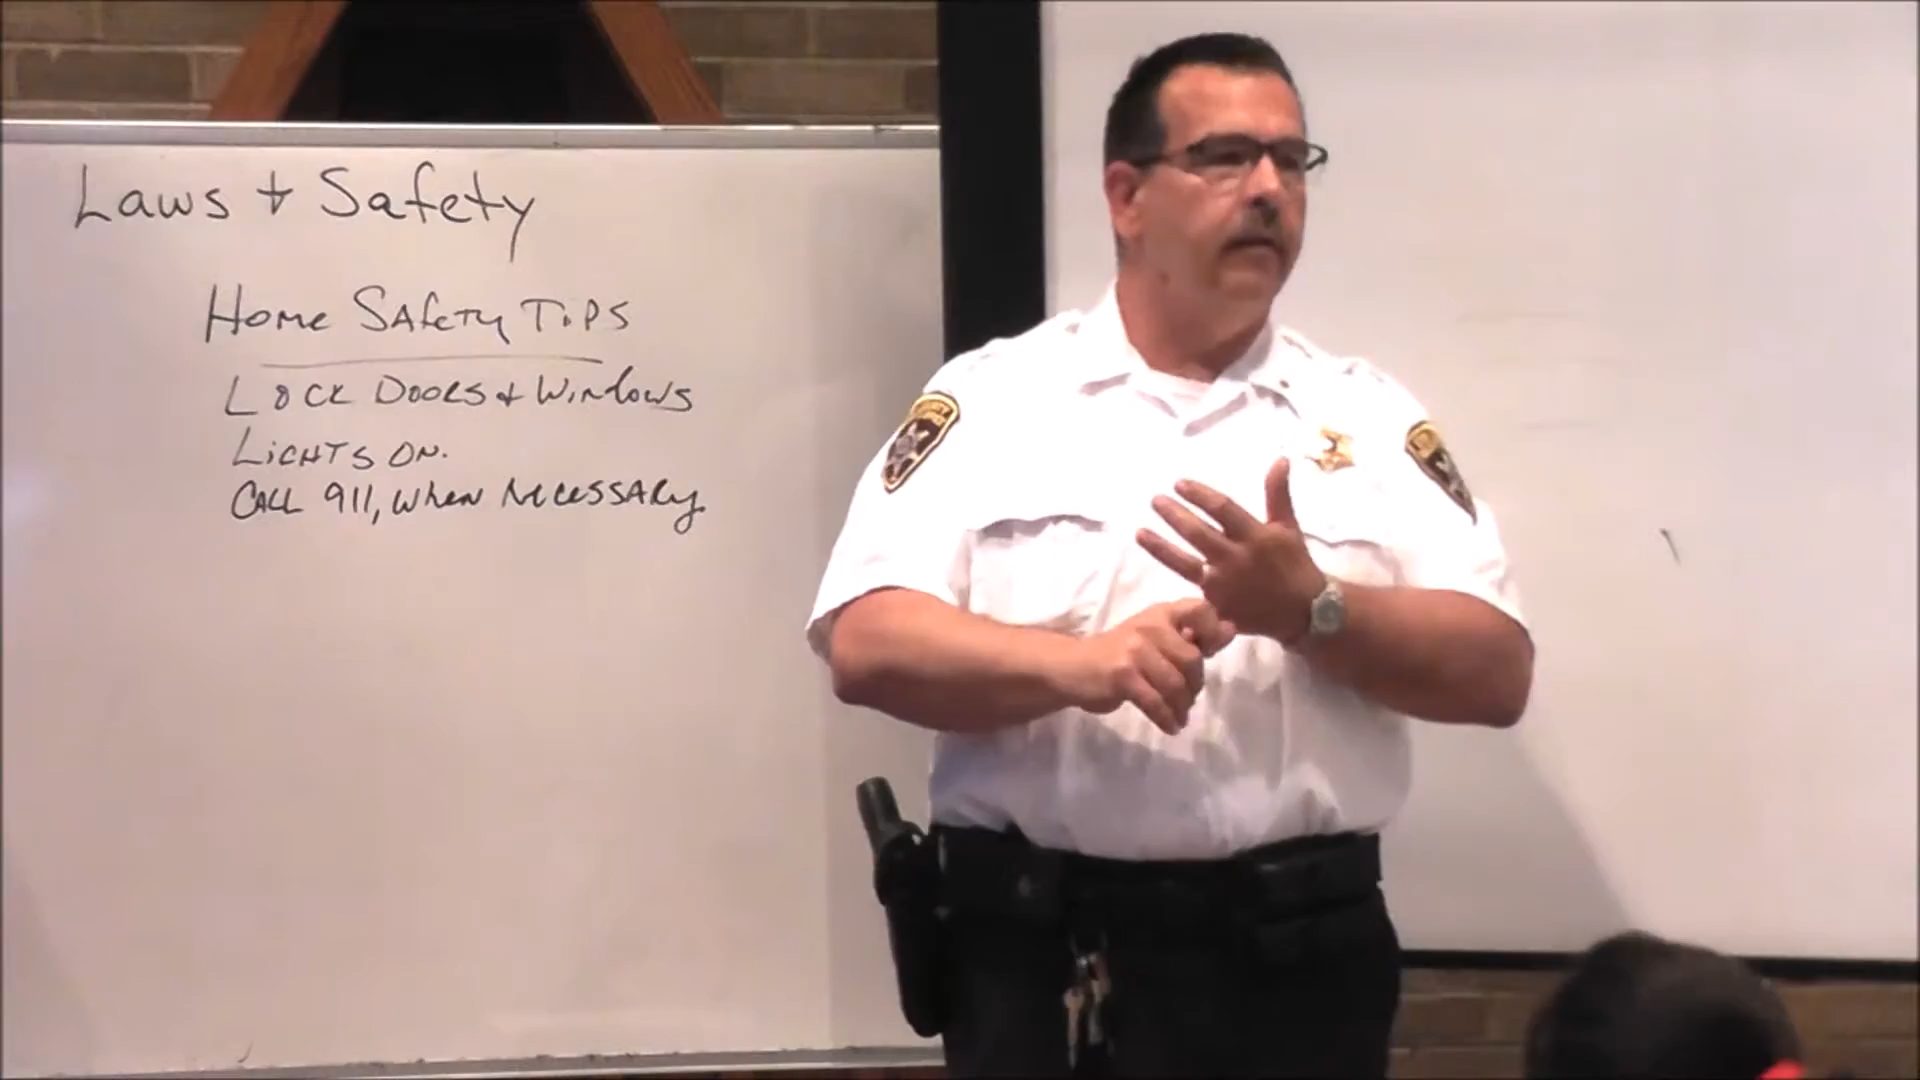 Laws + Safety
Home Safety Tips
Lock Doors + Windows
Lights On.
Call 911, when necessary.